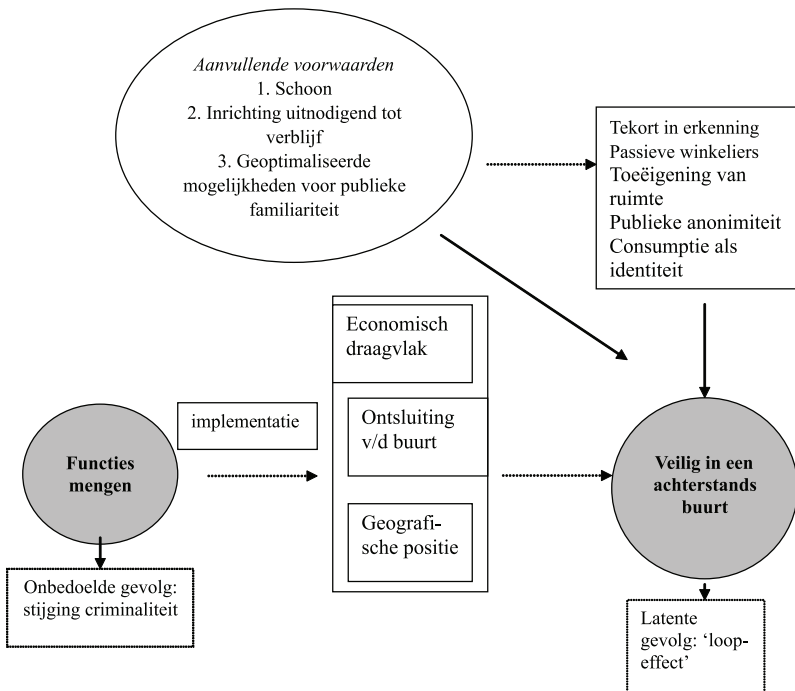 Aanvullende voorwaarden
1. Schoon
2. Inrichting uitnodigend tot
verblijf
3. Geoptimaliseerde
mogelijkheden voor publieke
familiariteit
Tekort in erkenning
Passieve winkeliers
Toeëigening van
ruimte
Publieke anonimiteit
Consumptie als
identiteit
Economisch
draagvlak
implementatie
Ontsluiting
v/d buurt
Functies
mengen
Veilig in een
achterstands
buurt
Geografi-
sche positie
Onbedoelde gevolg:
stijging criminaliteit
Latente
gevolg: ‘loop-
effect’